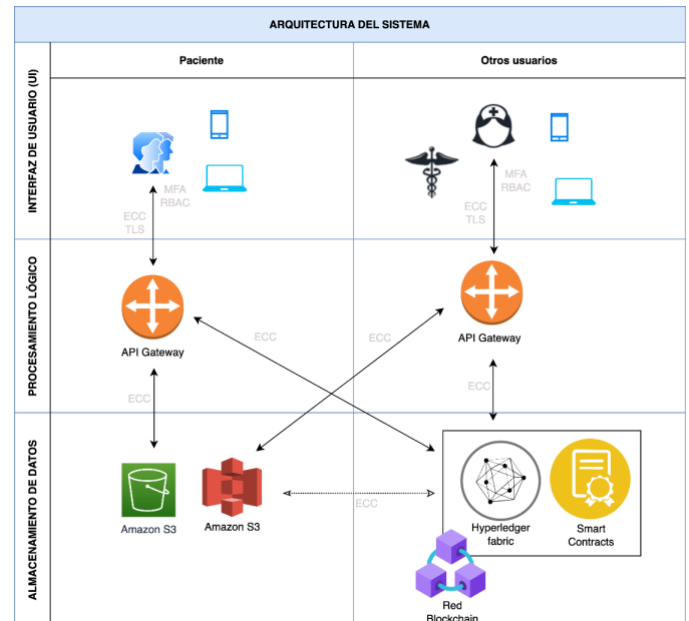 ARQUITECTURA DEL SISTEMA
Paciente
Otros usuarios
INTERFAZ DE USUARIO (UI)
MFA
RBAC
ECC
TLS
MFA
RBAC
ECC
TLS
PROCESAMIENTO LÓGICO
API Gateway
API Gateway
ECC
ECC
ECC
ECC
ALMACENAMIENTO DE DATOS
Amazon S3
Amazon S3
ECC
Hyperledger
fabric
Smart
Contracts
Red
Blockchain